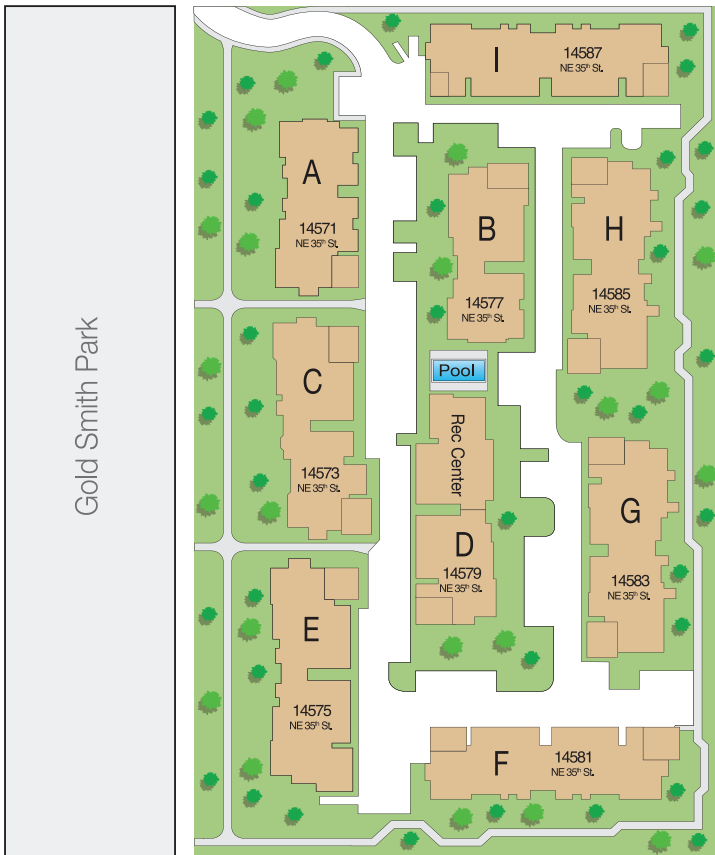 I
14587
NE 35th St.
A
14571
NE 35th St.
B
14577
NE 35th St.
H
14585
NE 35th St.
Gold Smith Park
C
14573
NE 35th St.
Pool
Rec Center
D
14579
NE 35th St.
G
14583
NE 35th St.
E
14575
NE 35th St.
F
14581
NE 35th St.